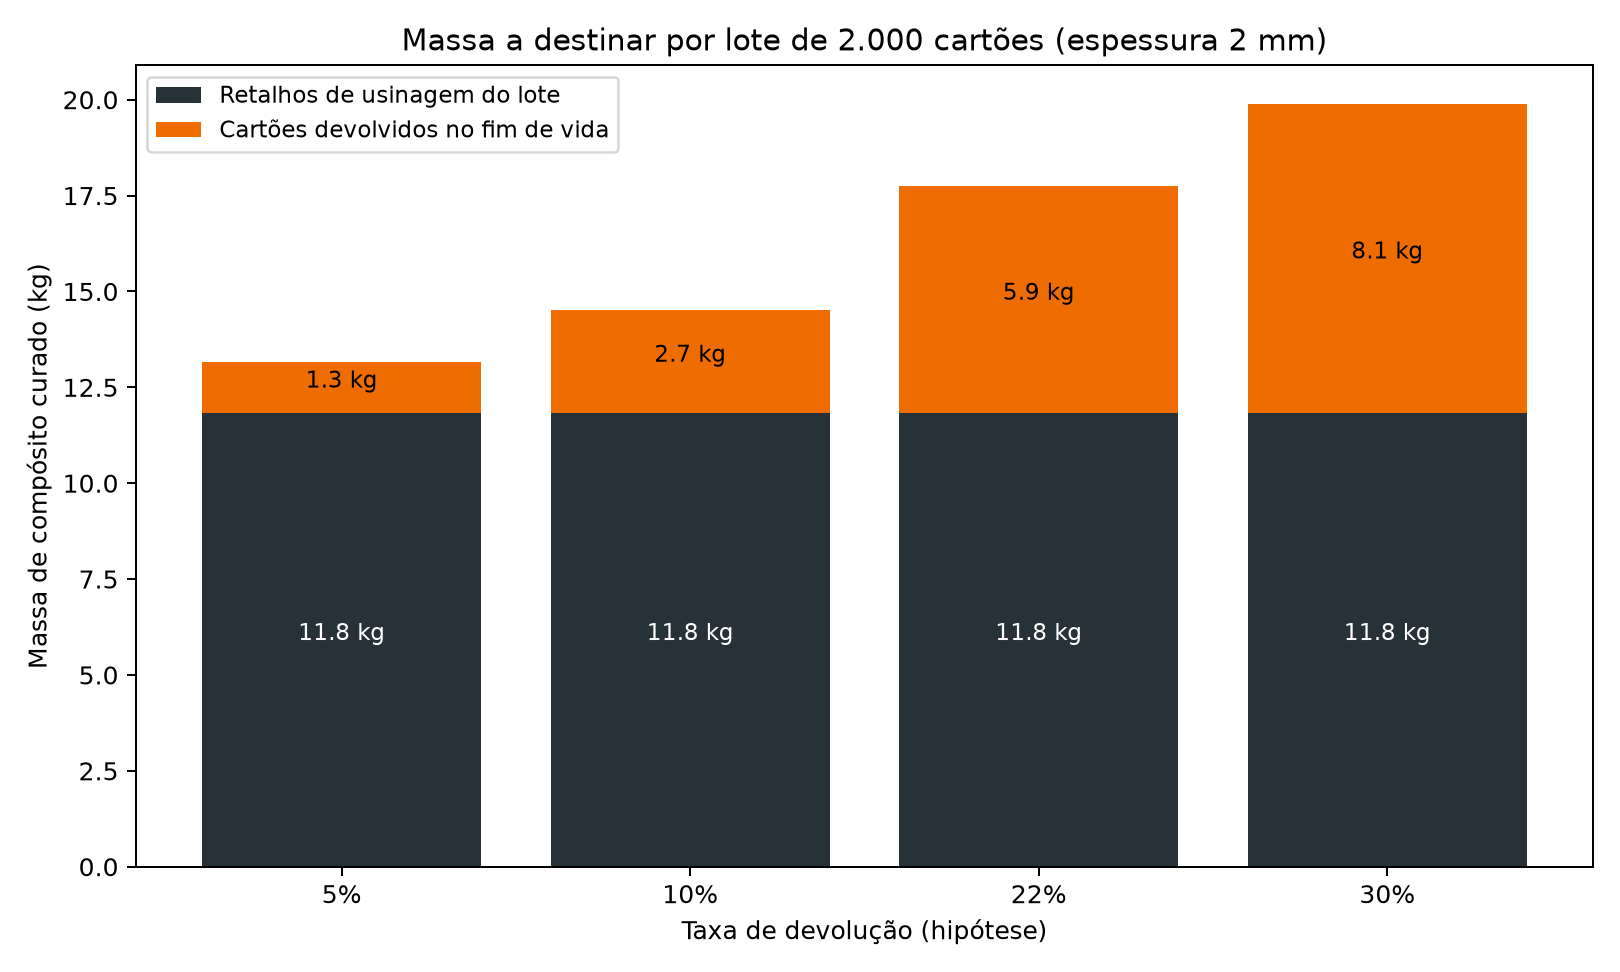 Massa a destinar por lote de 2.000 cartões (espessura 2 mm)
Retalhos de usinagem do lote
Cartões devolvidos no fim de vida
Massa de compósito curado (kg)
20.0
17.5
15.0
12.5
10.0
7.5
5.0
2.5
0.0
1.3 kg
2.7 kg
5.9 kg
8.1 kg
11.8 kg
11.8 kg
11.8 kg
11.8 kg
5%
10%
22%
30%
Taxa de devolução (hipótese)